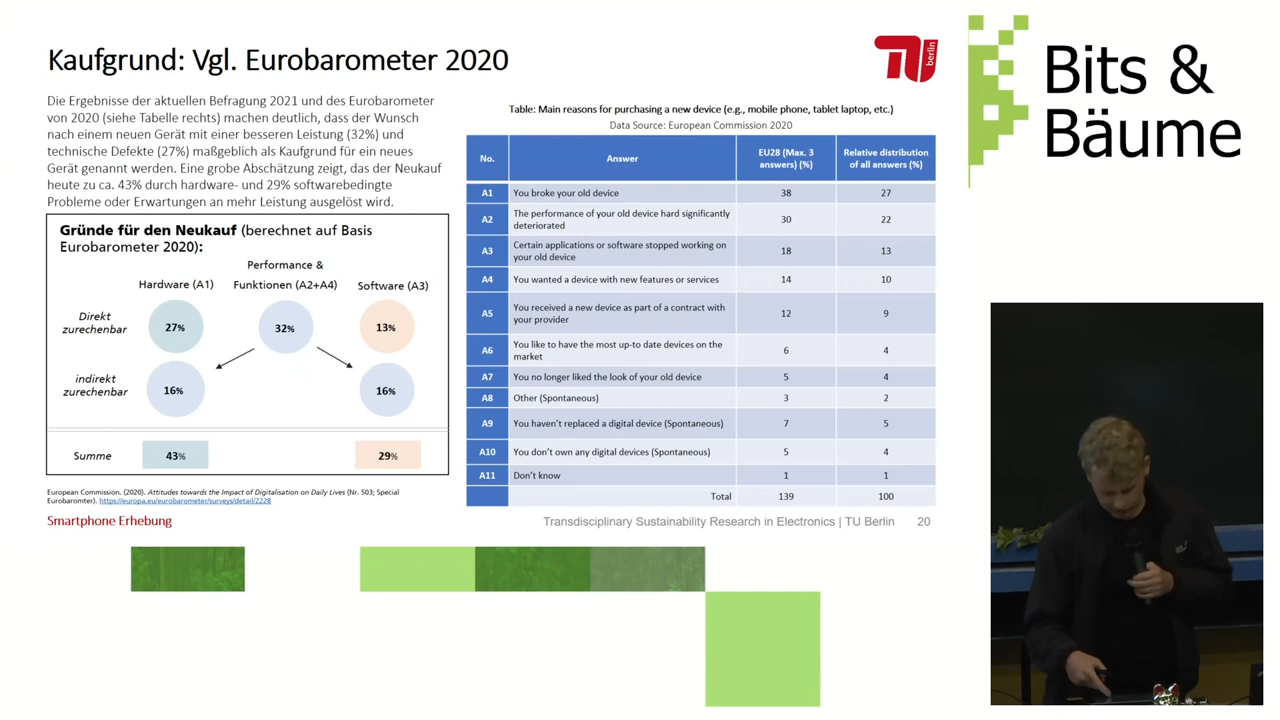 Kaufgrund: Vgl. Eurobarometer 2020
TU berlin
Bits &
Bäume
Die Ergebnisse der aktuellen Befragung 2021 und des Eurobarometer
von 2020 (siehe Tabelle rechts) machen deutlich, dass der Wunsch
nach einem neuen Gerät mit einer besseren Leistung (32%) und
technische Defekte (27%) maßgeblich als Kaufgrund für ein neues
Gerät genannt werden. Eine grobe Abschätzung zeigt, das der Neukauf
heute zu ca. 43% durch hardware- und 29% softwarebedingte
Probleme oder Erwartungen an mehr Leistung ausgelöst wird.
Gründe für den Neukauf (berechnet auf Basis
Eurobarometer 2020):
Hardware (A1)
Performance &
Funktionen (A2+A4)
Software (A3)
Direkt
zurechenbar
27%
32%
13%
indirekt
zurechenbar
16%
16%
Summe
43%
29%
European Commission. (2020). Attitudes towards the Impact of Digitalisation on Daily Lives (Nr. 503; Special
Eurobaromter). https://europa.eu/eurobarometer/surveys/detail/2228
Table: Main reasons for purchasing a new device (e.g., mobile phone, tablet laptop, etc.)
Data Source: European Commission 2020
No. Answer EU28 (Max. 3 answers) (%) Relative distribution of all answers (%)
A1 You broke your old device 38 27
A2 The performance of your old device hard significantly deteriorated 30 22
A3 Certain applications or software stopped working on your old device 18 13
A4 You wanted a device with new features or services 14 10
A5 You received a new device as part of a contract with your provider 12 9
A6 You like to have the most up-to date devices on the market 6 4
A7 You no longer liked the look of your old device 5 4
A8 Other (Spontaneous) 3 2
A9 You haven't replaced a digital device (Spontaneous) 7 5
A10 You don't own any digital devices (Spontaneous) 5 4
A11 Don't know 1 1
Total 139 100
Smartphone Erhebung
Transdisciplinary Sustainability Research in Electronics | TU Berlin 20